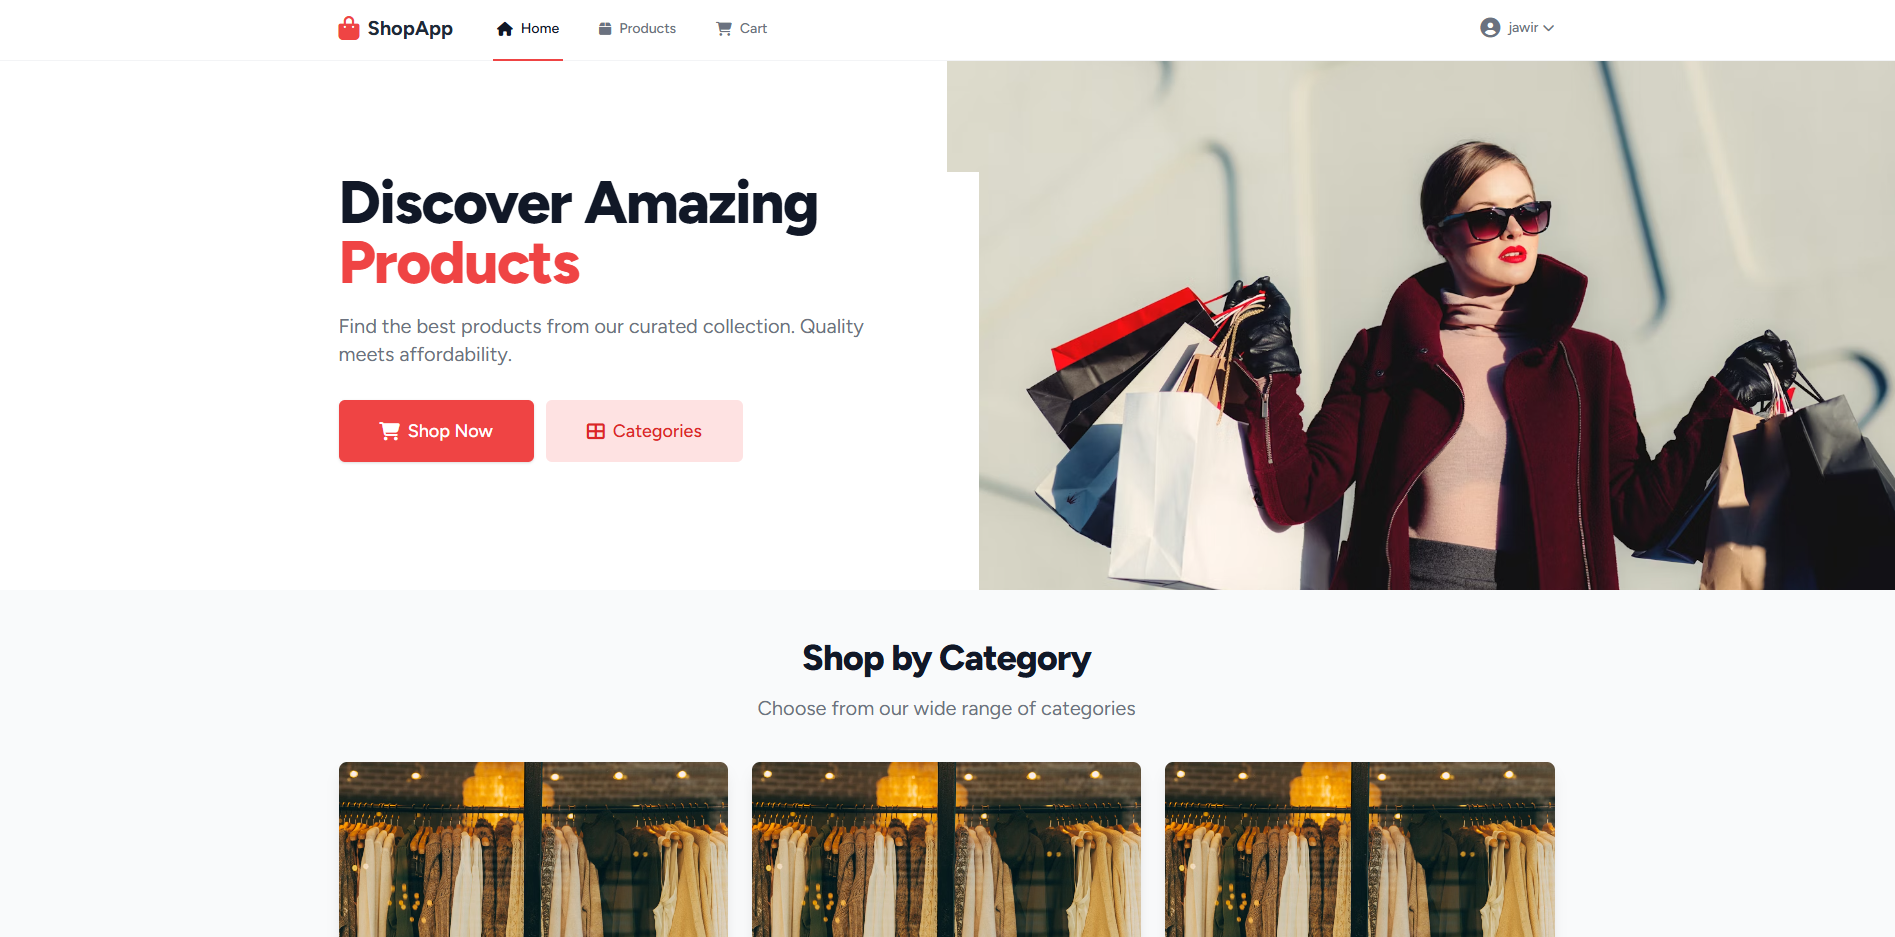 ShopApp
Home
Products
Cart
jawir
Discover Amazing
Products
Find the best products from our curated collection. Quality
meets affordability.
Shop Now
Categories
Shop by Category
Choose from our wide range of categories